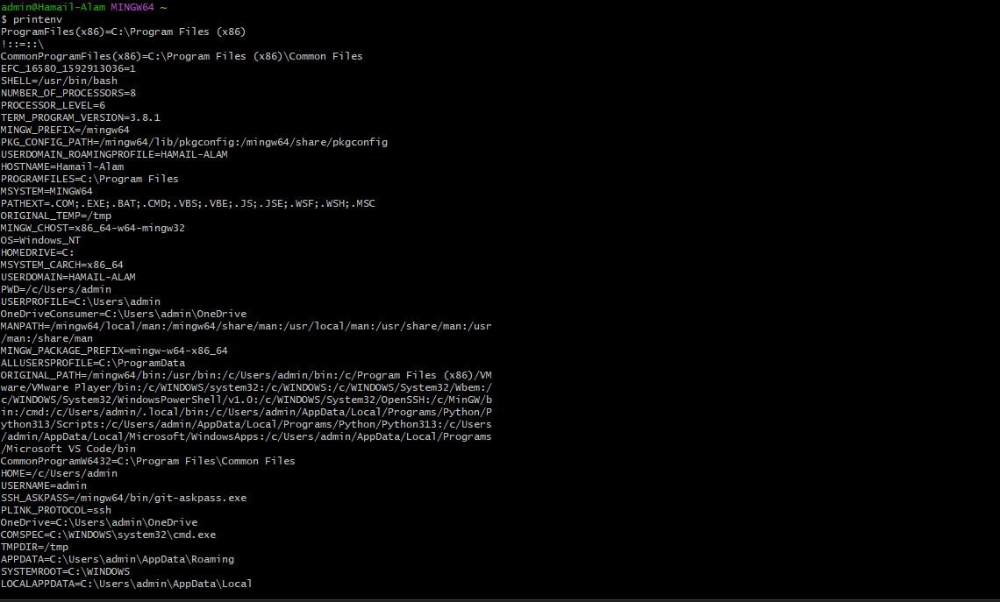 admin@Hamail-Alam MINGW64 ~
$ printenv
ProgramFiles(x86)=C:\Program Files (x86)
!::=::\
CommonProgramFiles(x86)=C:\Program Files (x86)\Common Files
EFC_16580_1592913036=1
SHELL=/usr/bin/bash
NUMBER_OF_PROCESSORS=8
PROCESSOR_LEVEL=6
TERM_PROGRAM_VERSION=3.8.1
MINGW_PREFIX=/mingw64
PKG_CONFIG_PATH=/mingw64/lib/pkgconfig:/mingw64/share/pkgconfig
USERDOMAIN_ROAMINGPROFILE=HAMAIL-ALAM
HOSTNAME=Hamail-Alam
PROGRAMFILES=C:\Program Files
MSYSTEM=MINGW64
PATHEXT=.COM;.EXE;.BAT;.CMD;.VBS;.VBE;.JS;.JSE;.WSF;.WSH;.MSC
ORIGINAL_TEMP=/tmp
MINGW_CHOST=x86_64-w64-mingw32
OS=Windows_NT
HOMEDRIVE=C:
MSYSTEM_CARCH=x86_64
USERDOMAIN=HAMAIL-ALAM
PWD=/c/Users/admin
USERPROFILE=C:\Users\admin
OneDriveConsumer=C:\Users\admin\OneDrive
MANPATH=/mingw64/local/man:/mingw64/share/man:/usr/local/man:/usr/share/man:/usr
/man:/share/man
MINGW_PACKAGE_PREFIX=mingw-w64-x86_64
ALLUSERSPROFILE=C:\ProgramData
ORIGINAL_PATH=/mingw64/bin:/usr/bin:/c/Users/admin/bin:/c/Program Files (x86)/VM
ware/VMware Player/bin:/c/WINDOWS/system32:/c/WINDOWS:/c/WINDOWS/System32/Wbem:/
c/WINDOWS/System32/WindowsPowerShell/v1.0:/c/WINDOWS/System32/OpenSSH:/c/MinGW/b
in:/cmd:/c/Users/admin/.local/bin:/c/Users/admin/AppData/Local/Programs/Python/P
ython313/Scripts:/c/Users/admin/AppData/Local/Programs/Python/Python313:/c/Users
/admin/AppData/Local/Microsoft/WindowsApps:/c/Users/admin/AppData/Local/Programs
/Microsoft VS Code/bin
CommonProgramW6432=C:\Program Files\Common Files
HOME=/c/Users/admin
USERNAME=admin
SSH_ASKPASS=/mingw64/bin/git-askpass.exe
PLINK_PROTOCOL=ssh
OneDrive=C:\Users\admin\OneDrive
COMSPEC=C:\WINDOWS\system32\cmd.exe
TMPDIR=/tmp
APPDATA=C:\Users\admin\AppData\Roaming
SYSTEMROOT=C:\WINDOWS
LOCALAPPDATA=C:\Users\admin\AppData\Local